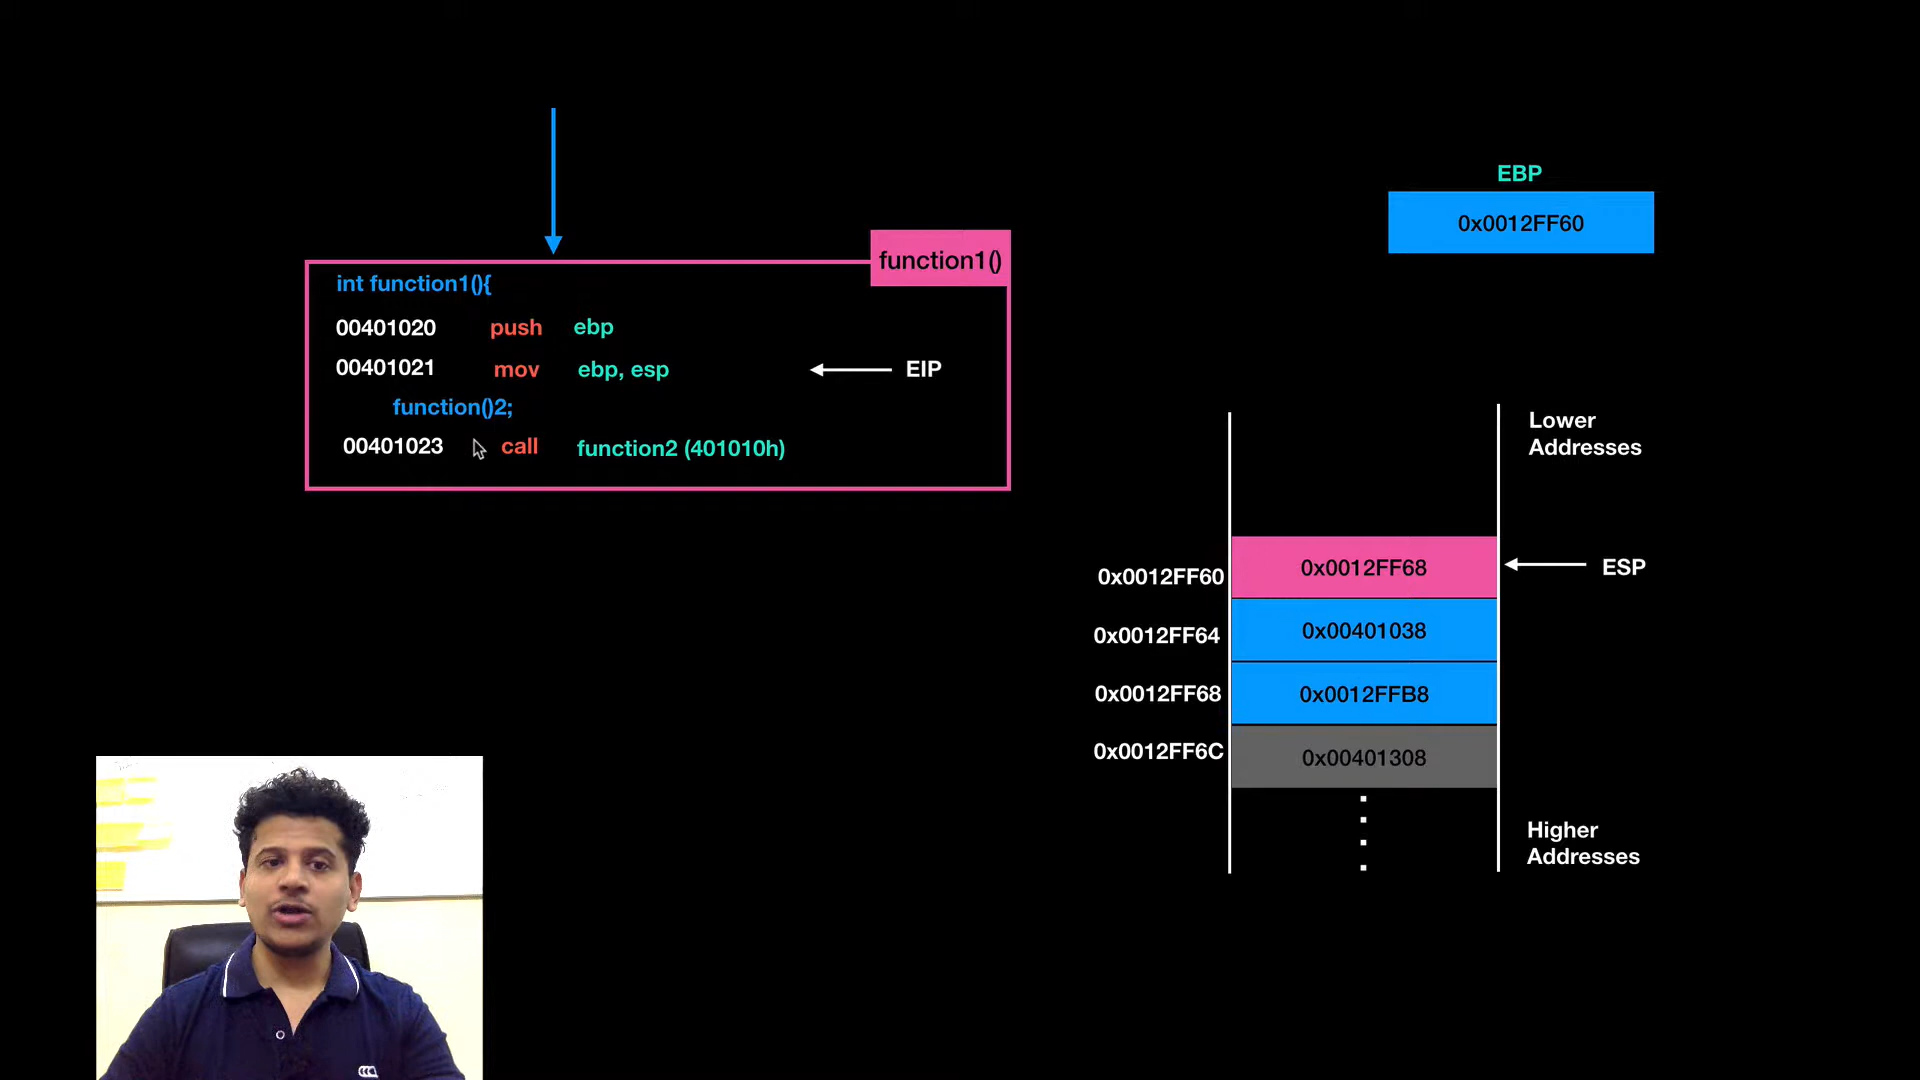 EBP
0x0012FF60
function1()
int function1(){
00401020 push ebp
00401021 mov ebp, esp
EIP
function()2;
00401023 call function2 (401010h)
Lower
Addresses
0x0012FF60 0x0012FF68
ESP
0x0012FF64 0x00401038
0x0012FF68 0x0012FFB8
0x0012FF6C 0x00401308
Higher
Addresses